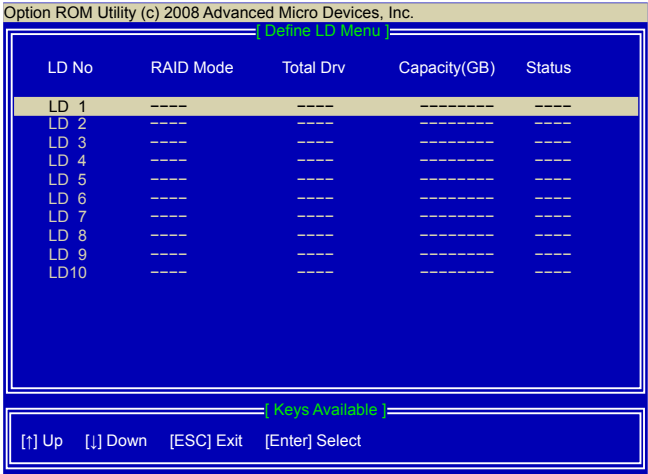 Option ROM Utility (c) 2008 Advanced Micro Devices, Inc.
[ Define LD Menu ]
LD No RAID Mode Total Drv Capacity(GB) Status
LD 1 ---- ---- -------- ----
LD 2 ---- ---- -------- ----
LD 3 ---- ---- -------- ----
LD 4 ---- ---- -------- ----
LD 5 ---- ---- -------- ----
LD 6 ---- ---- -------- ----
LD 7 ---- ---- -------- ----
LD 8 ---- ---- -------- ----
LD 9 ---- ---- -------- ----
LD10 ---- ---- -------- ----
[ Keys Available ]
[↑] Up [↓] Down [ESC] Exit [Enter] Select